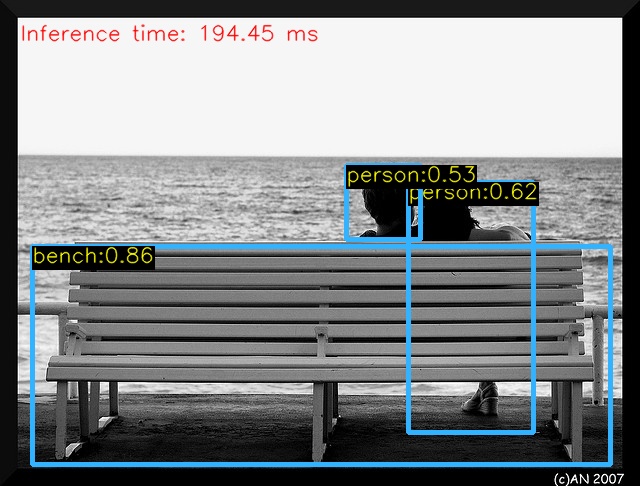 Inference time: 194.45 ms
person:0.53
person:0.62
bench:0.86
(c)AN 2007